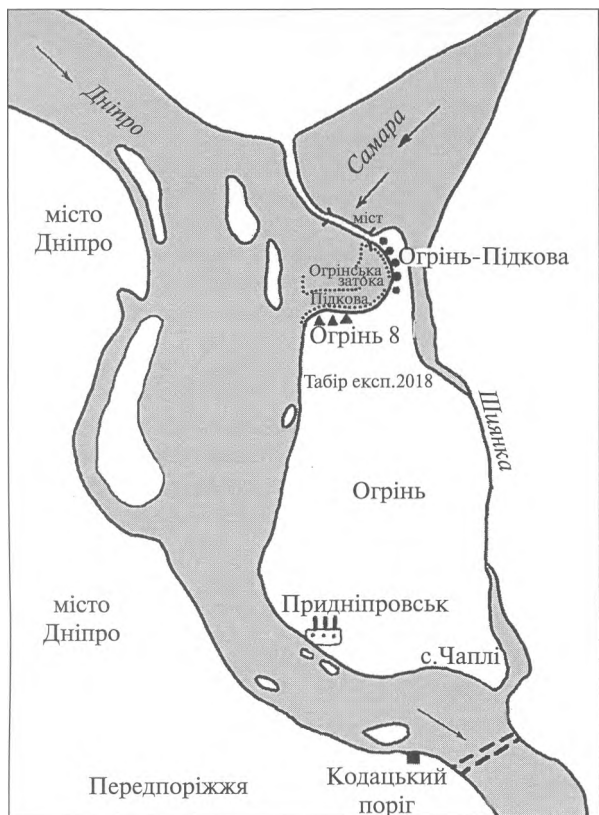 Дніпро
Самара
місто
Дніпро
міст
Огрінь-Підкова
Огрінська
затока
Підкова
Огрінь 8
Табір експ.2018
Шиянка
Огрінь
місто
Дніпро
Придніпровськ
с.Чаплі
Передпоріжжя
Кодацький
поріг